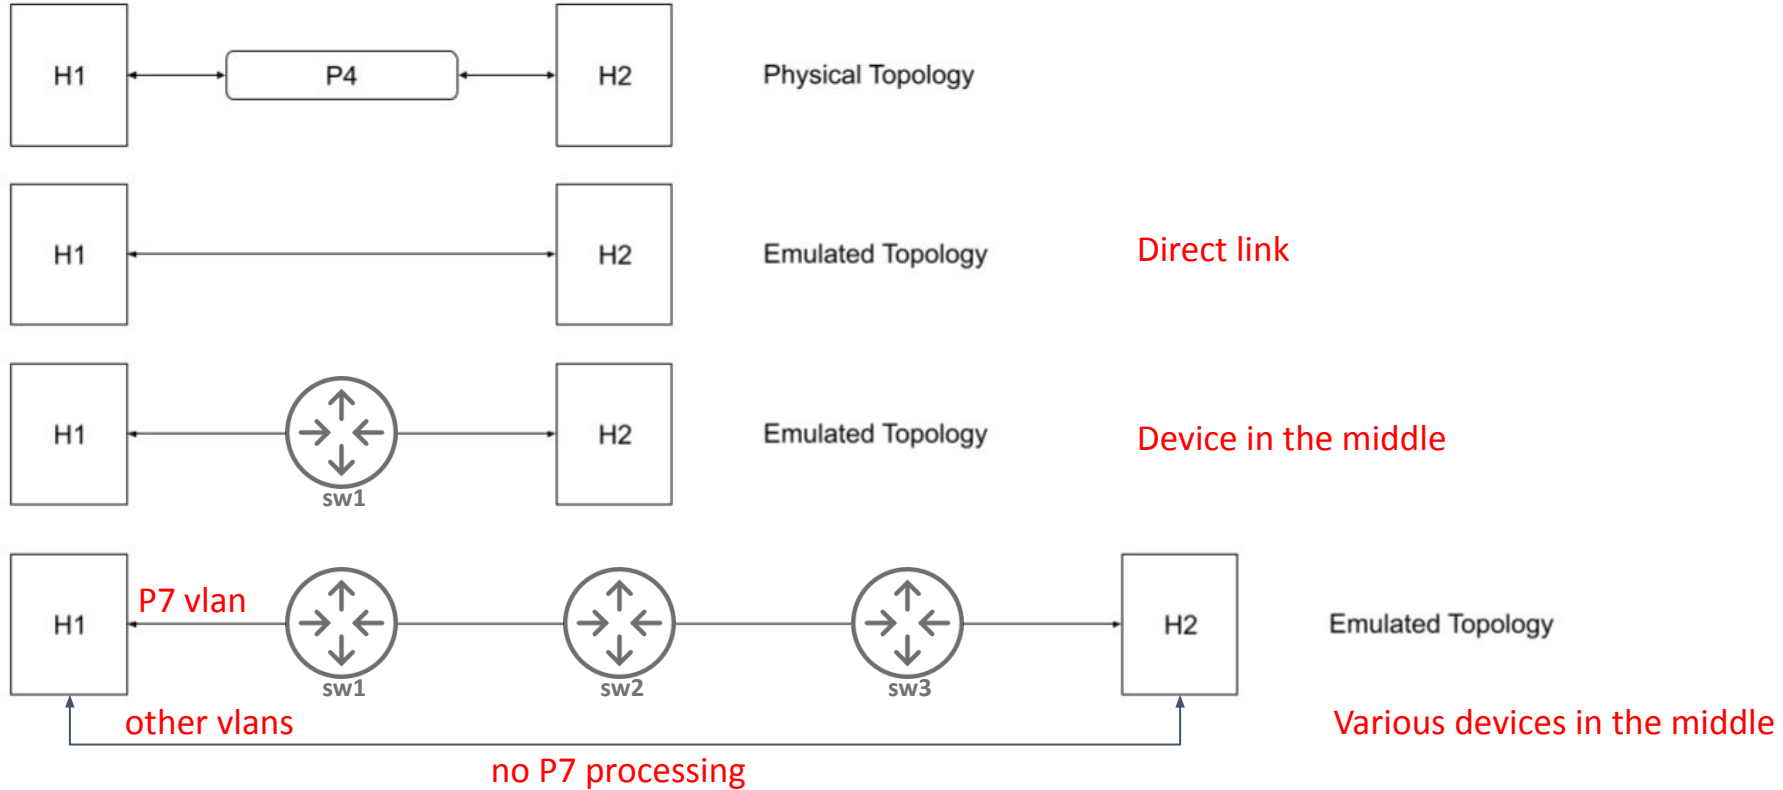 H1
P4
H2
Physical Topology
H1
H2
Emulated Topology
Direct link
H1
sw1
H2
Emulated Topology
Device in the middle
H1
P7 vlan
sw1
sw2
sw3
H2
Emulated Topology
other vlans
no P7 processing
Various devices in the middle